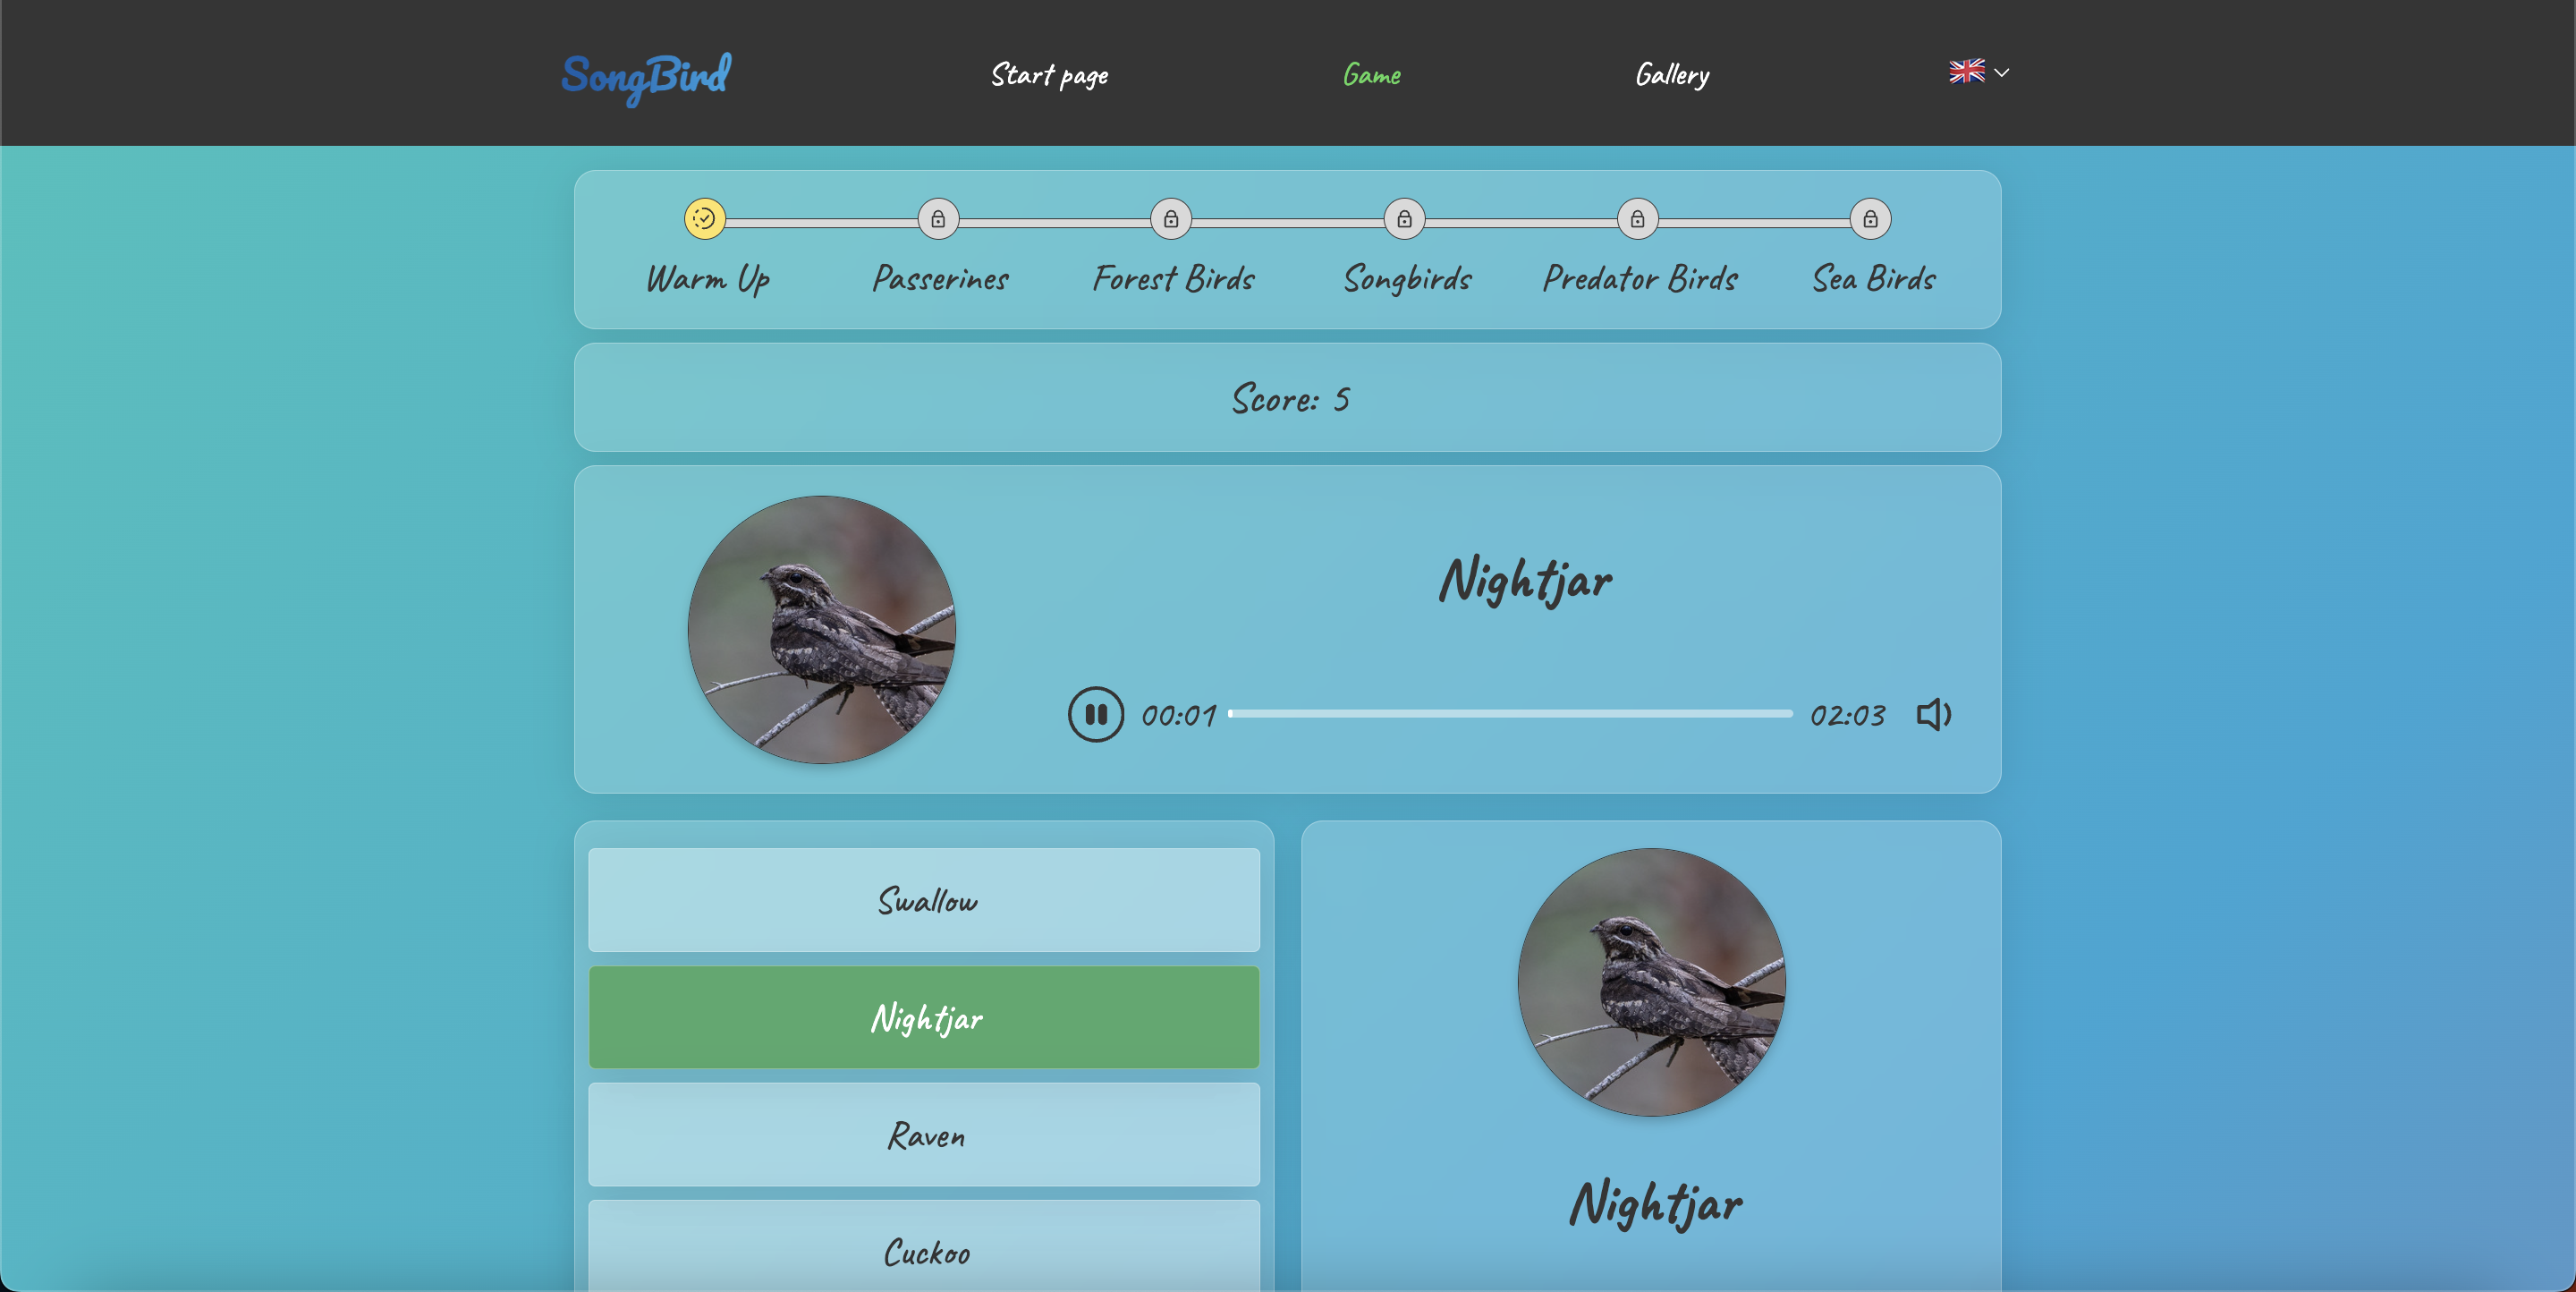 SongBird
Start page
Game
Gallery
Warm Up
Passerines
Forest Birds
Songbirds
Predator Birds
Sea Birds
Score: 5
Nightjar
00:01
02:03
Swallow
Nightjar
Raven
Cuckoo
Nightjar